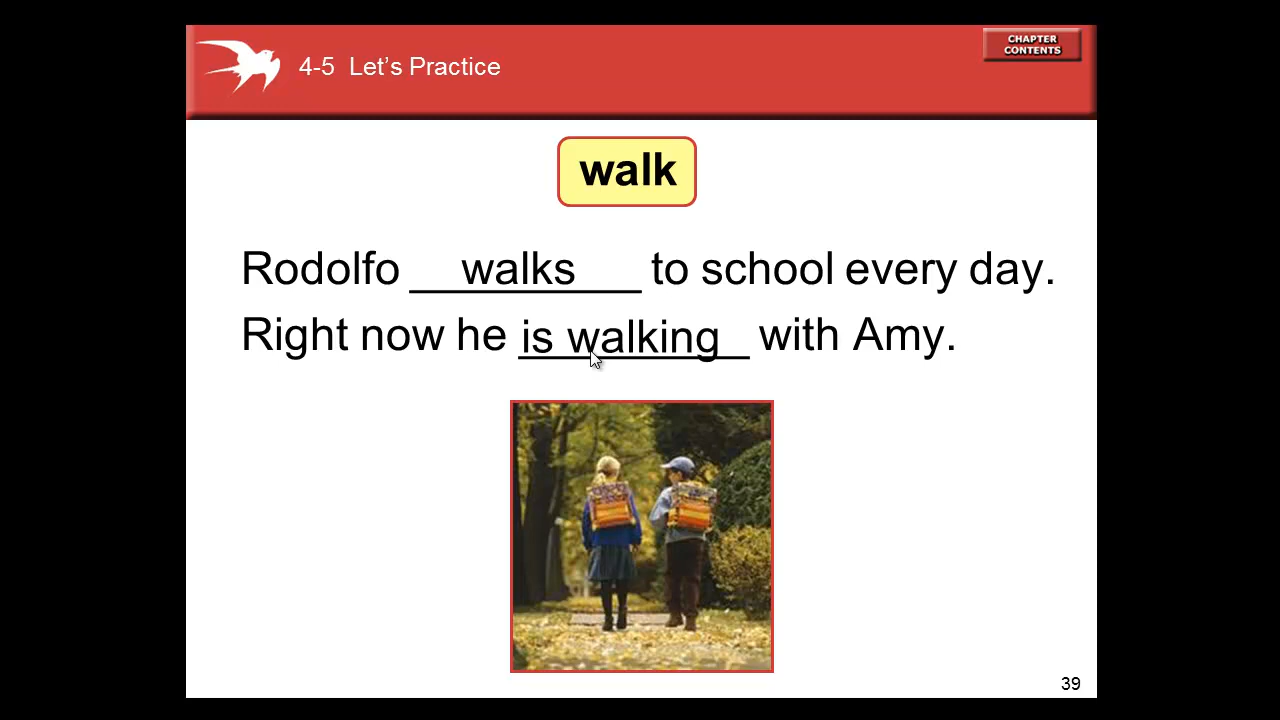 4-5 Let's Practice
CHAPTER
CONTENTS
walk
Rodolfo walks to school every day.
Right now he is walking with Amy.
39